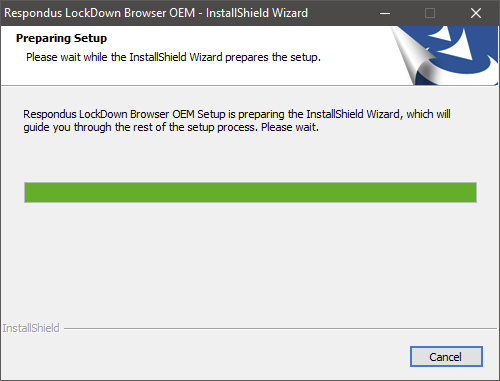 Respondus LockDown Browser OEM - InstallShield Wizard
Preparing Setup
Please wait while the InstallShield Wizard prepares the setup.
Respondus LockDown Browser OEM Setup is preparing the InstallShield Wizard, which will
guide you through the rest of the setup process. Please wait.
InstallShield
Cancel